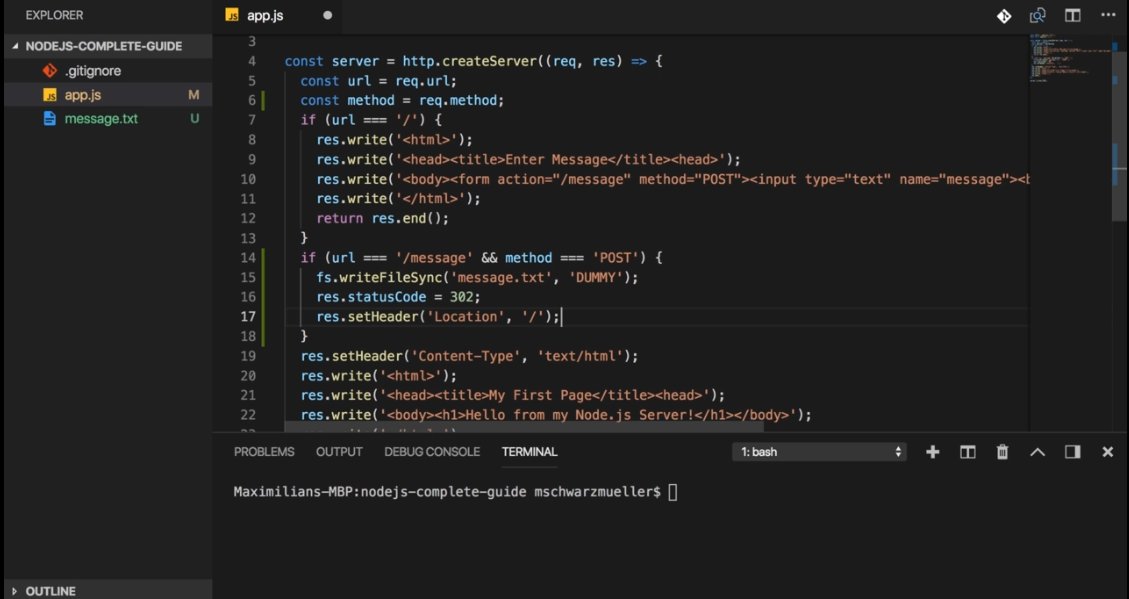 EXPLORER
NODEJS-COMPLETE-GUIDE
.gitignore
JS app.js M
message.txt U
OUTLINE
JS app.js
3
4 const server = http.createServer((req, res) => {
5 const url = req.url;
6 const method = req.method;
7 if (url === '/') {
8 res.write('<html>');
9 res.write('<head><title>Enter Message</title><head>');
10 res.write('<body><form action="/message" method="POST"><input type="text" name="message"><b
11 res.write('</html>');
12 return res.end();
13 }
14 if (url === '/message' && method === 'POST') {
15 fs.writeFileSync('message.txt', 'DUMMY');
16 res.statusCode = 302;
17 res.setHeader('Location', '/');
18 }
19 res.setHeader('Content-Type', 'text/html');
20 res.write('<html>');
21 res.write('<head><title>My First Page</title><head>');
22 res.write('<body><h1>Hello from my Node.js Server!</h1></body>');
PROBLEMS OUTPUT DEBUG CONSOLE TERMINAL 1: bash
Maximilians-MBP:nodejs-complete-guide mschwarzmueller$